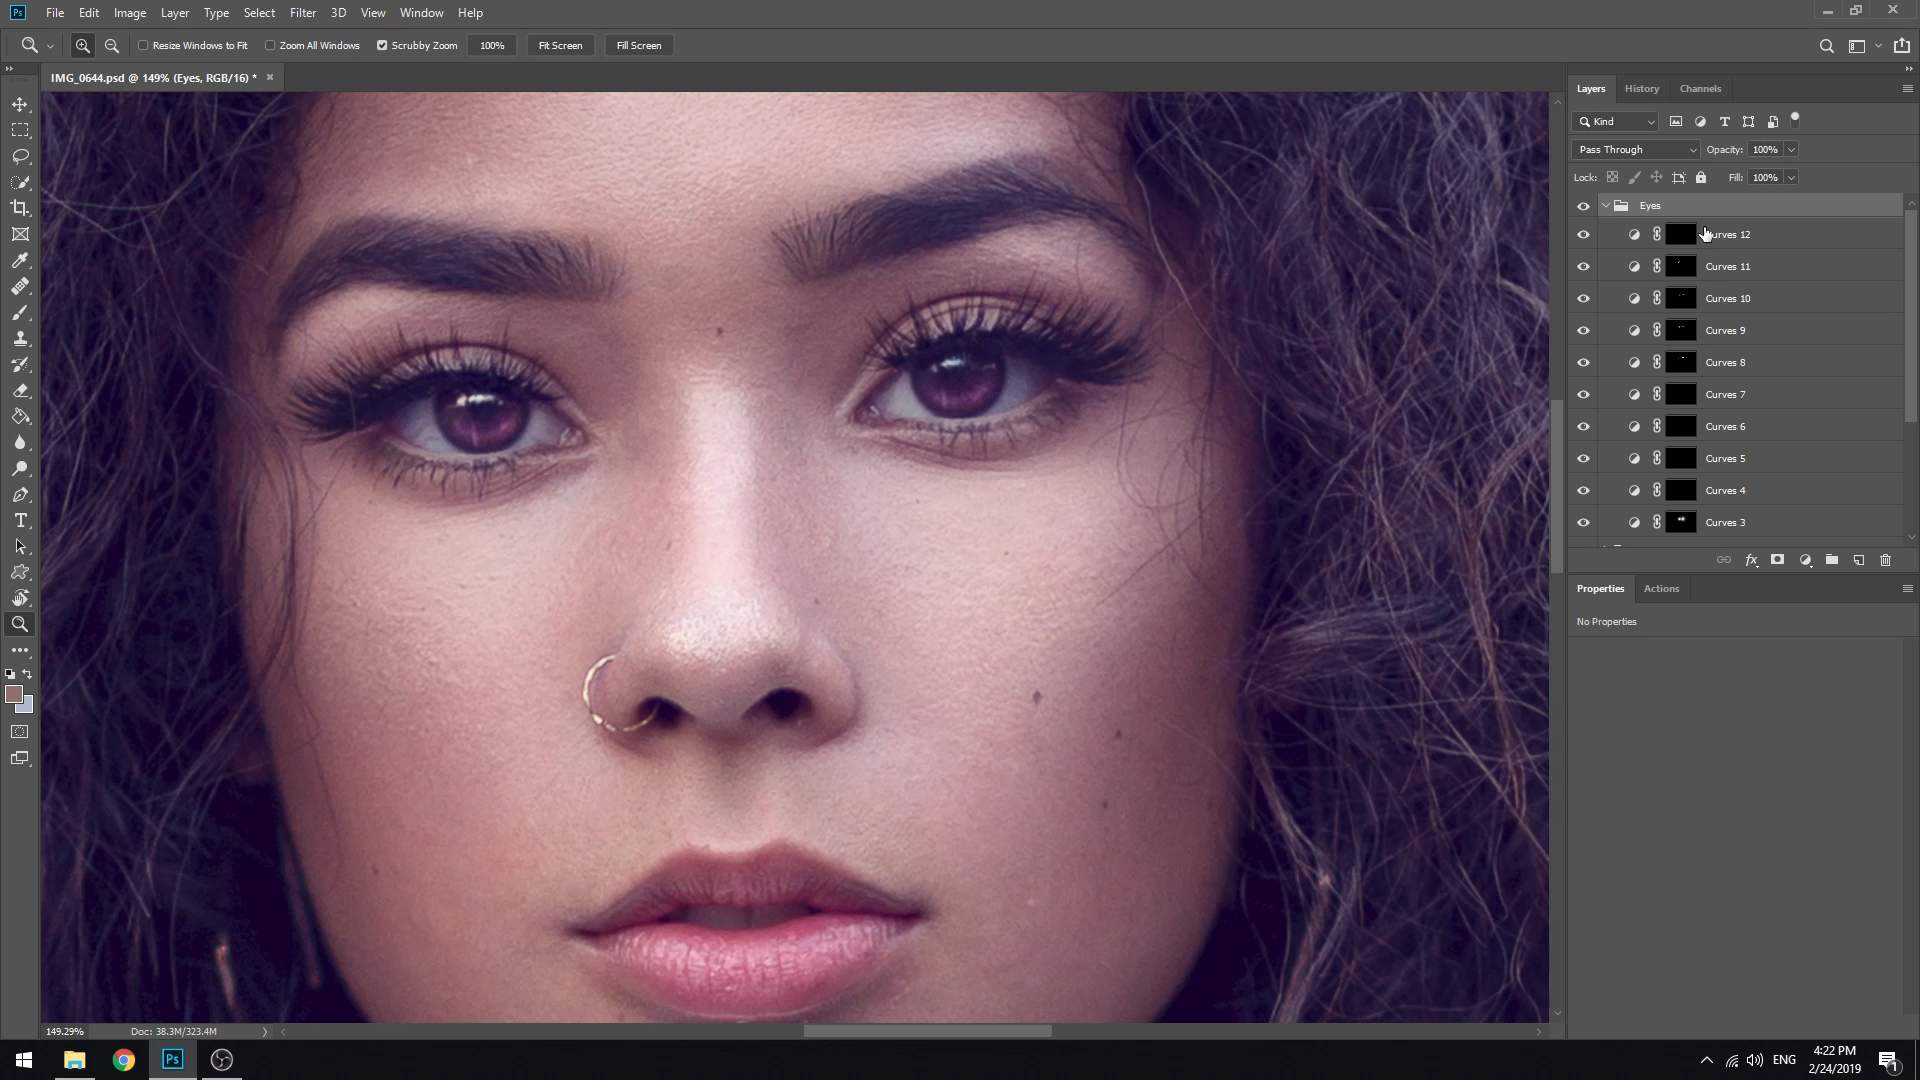 Ps File Edit Image Layer Type Select Filter 3D View Window Help
Resize Windows to Fit Zoom All Windows Scrubby Zoom 100% Fit Screen Fill Screen
IMG_0644.psd @ 149% (Eyes, RGB/16) *
Layers History Channels
Kind
Pass Through Opacity: 100%
Lock: Fill: 100%
Eyes
Curves 12
Curves 11
Curves 10
Curves 9
Curves 8
Curves 7
Curves 6
Curves 5
Curves 4
Curves 3
fx
Properties Actions
No Properties
149.29% Doc: 38.3M/323.4M
Ps
ENG
4:22 PM
2/24/2019
1